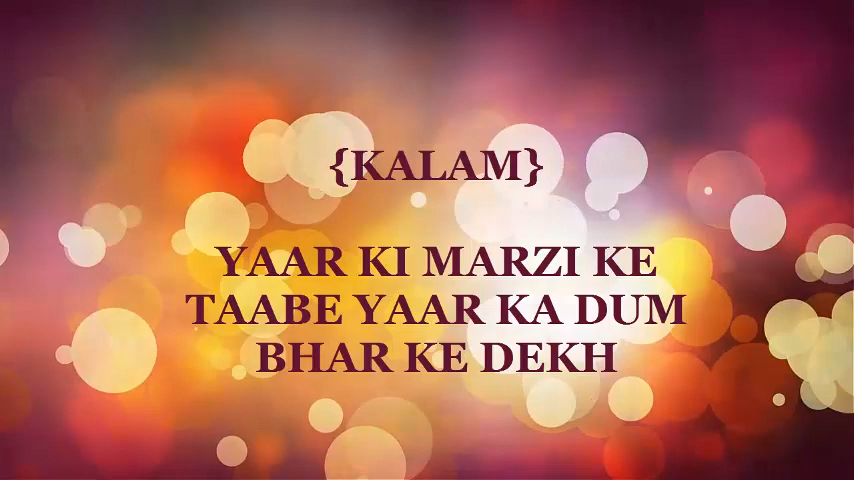 {KALAM}
YAAR KI MARZI KE
TAABE YAAR KA DUM
BHAR KE DEKH